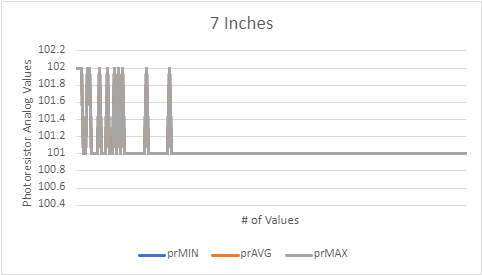 7 Inches
102.2
102
101.8
101.6
101.4
101.2
101
100.8
100.6
100.4
Photoresistor Analog Values
# of Values
prMIN prAVG prMAX